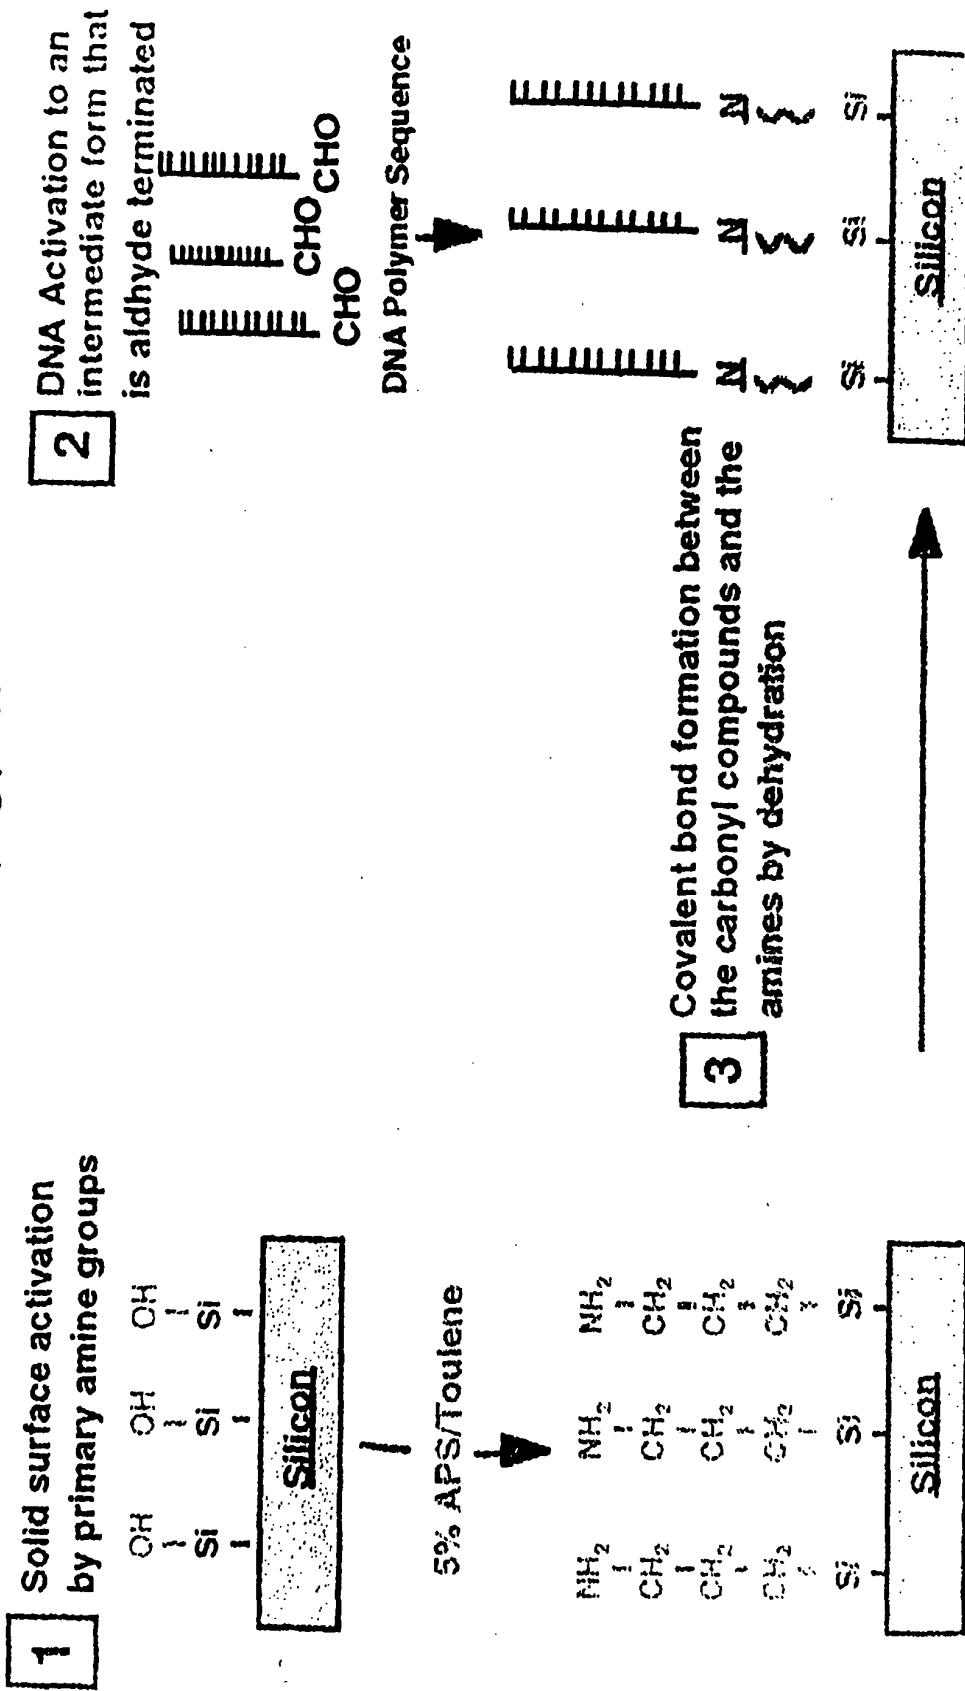 1
Solid surface activation
by primary amine groups
OH OH OH
Si Si Si
Silicon
5% APS/Toulene
NH2 NH2 NH2
CH2 CH2 CH2
CH2 CH2 CH2
CH2 CH2 CH2
Si Si Si
Silicon
2
DNA Activation to an
intermediate form that
is aldhyde terminated
CHO CHO CHO
DNA Polymer Sequence
3
Covalent bond formation between
the carbonyl compounds and the
amines by dehydration
N N N
Si Si Si
Silicon